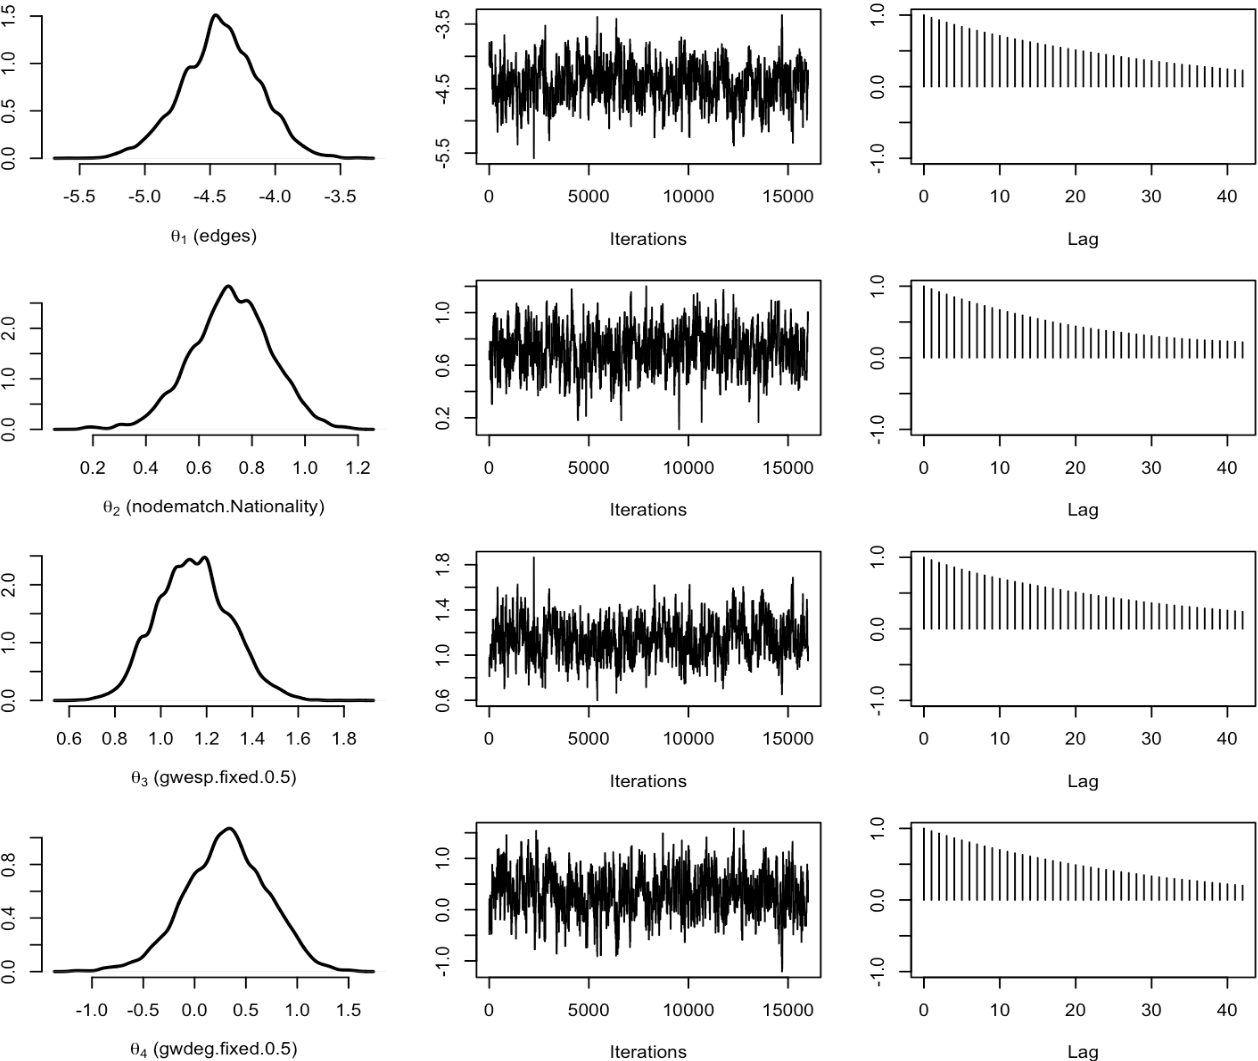 0.0 0.5 1.0 1.5
-5.5 -5.0 -4.5 -4.0 -3.5
θ1 (edges)
-5.5 -4.5 -3.5
0 5000 10000 15000
Iterations
-1.0 0.0 1.0
0 10 20 30 40
Lag
0.0 1.0 2.0
0.2 0.4 0.6 0.8 1.0 1.2
θ2 (nodematch.Nationality)
0.2 0.6 1.0
0 5000 10000 15000
Iterations
-1.0 0.0 1.0
0 10 20 30 40
Lag
0.0 1.0 2.0
0.6 0.8 1.0 1.2 1.4 1.6 1.8
θ3 (gwesp.fixed.0.5)
0.6 1.0 1.4 1.8
0 5000 10000 15000
Iterations
-1.0 0.0 1.0
0 10 20 30 40
Lag
0.0 0.4 0.8
-1.0 -0.5 0.0 0.5 1.0 1.5
θ4 (gwdeg.fixed.0.5)
-1.0 0.0 1.0
0 5000 10000 15000
Iterations
-1.0 0.0 1.0
0 10 20 30 40
Lag